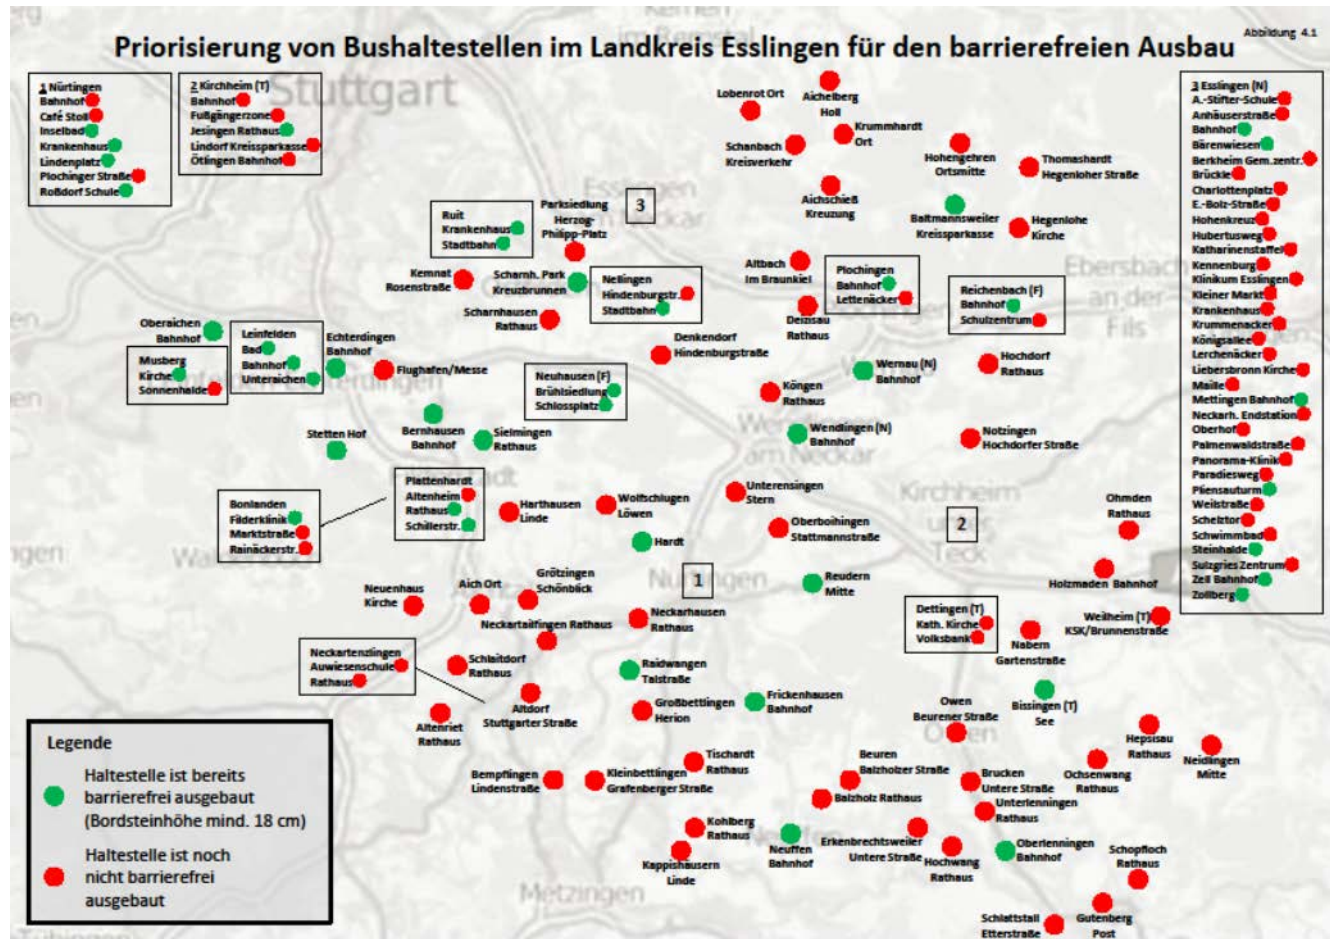 Abbildung 4.1
Priorisierung von Bushaltestellen im Landkreis Esslingen für den barrierefreien Ausbau
1 Nürtingen
Bahnhof
Café Stoll
Inselbad
Krankenhaus
Lindenplatz
Plochinger Straße
Roßdorf Schule
2 Kirchheim (T)
Bahnhof
Fußgängerzone
Jesingen Rathaus
Lindorf Kreissparkasse
Ötlingen Bahnhof
Stuttgart
Lobenrot Ort
Aichelberg
Holl
Krummhardt
Ort
Schanbach
Kreisverkehr
Hohengehren
Ortsmitte
Thomashardt
Hegenloher Straße
Aichschieß
Kreuzung
Baltmannsweiler
Kreissparkasse
Hegenlohe
Kirche
3 Esslingen (N)
A.-Stifter-Schule
Anhäuserstraße
Bahnhof
Bärenwiesen
Berkheim Gem.zentr.
Brückle
Charlottenplatz
E.-Bolz-Straße
Hohenkreuz
Hubertusweg
Katharinenstaffel
Kennenburg
Klinikum Esslingen
Kleiner Markt
Krankenhaus
Krummenacker
Königsallee
Lerchenäcker
Liebersbronn Kirche
Maille
Mettingen Bahnhof
Neckarh. Endstation
Oberhof
Palmenwaldstraße
Panorama-Klinik
Paradiesweg
Pliensauturm
Weilstraße
Schelztor
Schwimmbad
Steinhalde
Sulzgries Zentrum
Zell Bahnhof
Zollberg
Ruit
Krankenhaus
Stadtbahn
Parksiedlung
Herzog-
Philipp-Platz
3
Kemnat
Rosenstraße
Scharnh. Park
Kreuzbrunnen
Nellingen
Hindenburgstr.
Stadtbahn
Altbach
Im Braunkiel
Plochingen
Bahnhof
Lettenäcker
Reichenbach (F)
Bahnhof
Schulzentrum
Ebersbach
an der
Fils
Scharnhausen
Rathaus
Deizisau
Rathaus
Oberaichen
Bahnhof
Leinfelden
Bad
Bahnhof
Unteraichen
Echterdingen
Bahnhof
Flughafen/Messe
Musberg
Kirche
Sonnenhalde
Denkendorf
Hindenburgstraße
Neuhausen (F)
Brühlsiedlung
Schlossplatz
Wernau (N)
Bahnhof
Hochdorf
Rathaus
Köngen
Rathaus
Stetten Hof
Bernhausen
Bahnhof
Sielmingen
Rathaus
Wendlingen (N)
Bahnhof
Wendlingen
am Neckar
Notzingen
Hochdorfer Straße
Plattenhardt
Altenheim
Rathaus
Schillerstr.
Bonlanden
Filderklinik
Marktstraße
Rainäckerstr.
Harthausen
Linde
Wolfschlugen
Löwen
Hardt
Unterensingen
Stern
Oberboihingen
Stattmannstraße
Kirchheim
unter
Teck
2
Ohmden
Rathaus
Holzmaden Bahnhof
Nürtingen
1
Reudern
Mitte
Neuenhaus
Kirche
Aich Ort
Grötzingen
Schönblick
Neckartailfingen Rathaus
Neckarhausen
Rathaus
Dettingen (T)
Kath. Kirche
Volksbank
Nabern
Gartenstraße
Weilheim (T)
KSK/Brunnenstraße
Neckartenzlingen
Auwiesenschule
Rathaus
Schlaitdorf
Rathaus
Raidwangen
Talstraße
Altdorf
Stuttgarter Straße
Altenriet
Rathaus
Großbettlingen
Herion
Frickenhausen
Bahnhof
Bissingen (T)
See
Owen
Beurener Straße
Hepsisau
Rathaus
Neidlingen
Mitte
Ochsenwang
Rathaus
Bempflingen
Lindenstraße
Kleinbettlingen
Grafenberger Straße
Tischardt
Rathaus
Beuren
Balzholzer Straße
Balzholz Rathaus
Brucken
Untere Straße
Unterlenningen
Rathaus
Kohlberg
Rathaus
Kappishäusern
Linde
Neuffen
Bahnhof
Erkenbrechtsweiler
Untere Straße
Hochwang
Rathaus
Oberlenningen
Bahnhof
Schopfloch
Rathaus
Gutenberg
Post
Schlattstall
Etterstraße
Metzingen
Legende
Haltestelle ist bereits
barrierefrei ausgebaut
(Bordsteinhöhe mind. 18 cm)
Haltestelle ist noch
nicht barrierefrei
ausgebaut